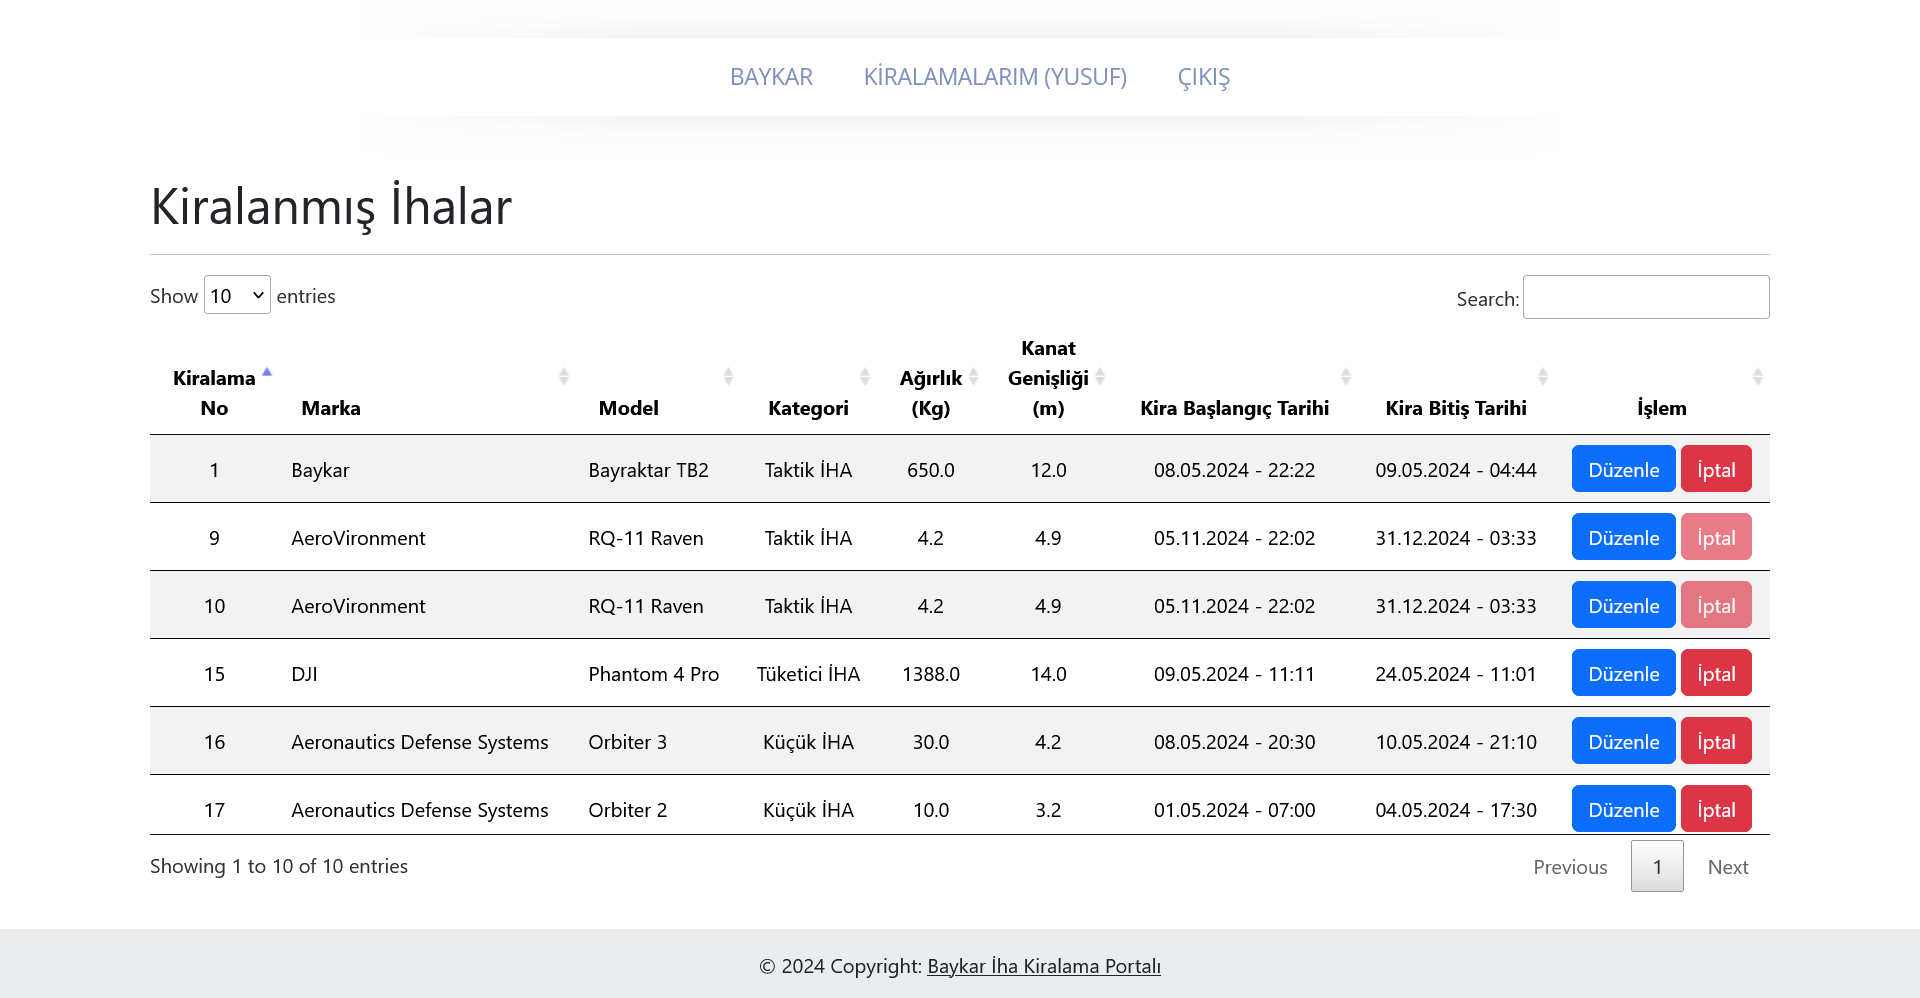 BAYKAR KİRALAMALARIM (YUSUF) ÇIKIŞ
Kiralanmış İhalar
Show 10 entries
Search:
Kiralama No Marka Model Kategori Ağırlık (Kg) Kanat Genişliği (m) Kira Başlangıç Tarihi Kira Bitiş Tarihi İşlem
1 Baykar Bayraktar TB2 Taktik İHA 650.0 12.0 08.05.2024 - 22:22 09.05.2024 - 04:44 Düzenle İptal
9 AeroVironment RQ-11 Raven Taktik İHA 4.2 4.9 05.11.2024 - 22:02 31.12.2024 - 03:33 Düzenle İptal
10 AeroVironment RQ-11 Raven Taktik İHA 4.2 4.9 05.11.2024 - 22:02 31.12.2024 - 03:33 Düzenle İptal
15 DJI Phantom 4 Pro Tüketici İHA 1388.0 14.0 09.05.2024 - 11:11 24.05.2024 - 11:01 Düzenle İptal
16 Aeronautics Defense Systems Orbiter 3 Küçük İHA 30.0 4.2 08.05.2024 - 20:30 10.05.2024 - 21:10 Düzenle İptal
17 Aeronautics Defense Systems Orbiter 2 Küçük İHA 10.0 3.2 01.05.2024 - 07:00 04.05.2024 - 17:30 Düzenle İptal
Showing 1 to 10 of 10 entries
Previous 1 Next
© 2024 Copyright: Baykar İha Kiralama Portalı